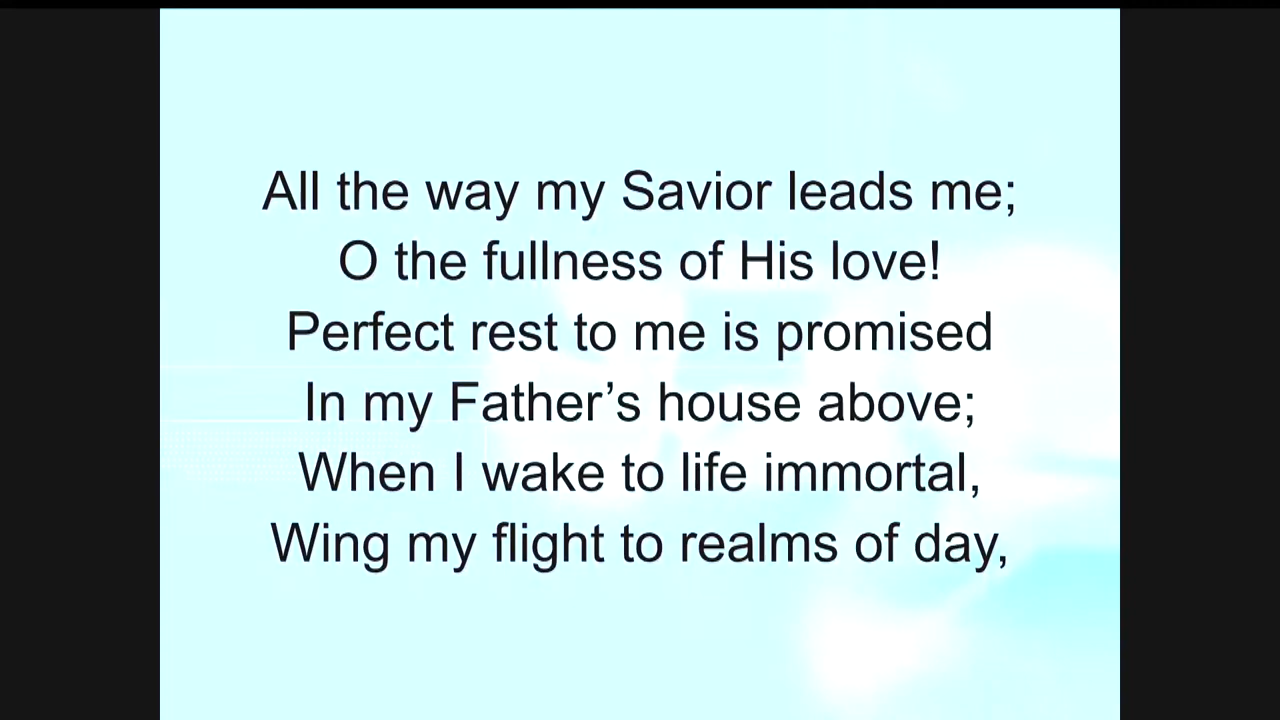 All the way my Savior leads me;
O the fullness of His love!
Perfect rest to me is promised
In my Father’s house above;
When I wake to life immortal,
Wing my flight to realms of day,